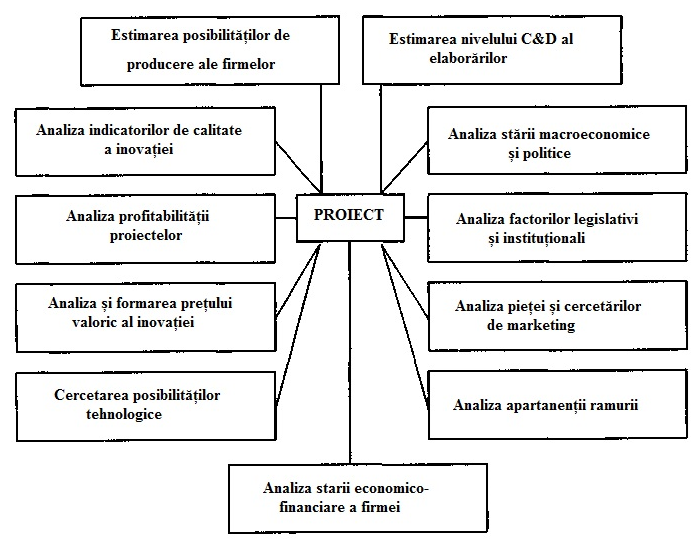 Estimarea posibilităților de
producere ale firmelor
Estimarea nivelului C&D al
elaborărilor
Analiza indicatorilor de calitate
a inovației
Analiza stării macroeconomice
și politice
Analiza profitabilității
proiectelor
PROIECT
Analiza factorilor legislativi
și instituționali
Analiza și formarea prețului
valoric al inovației
Analiza pieței și cercetărilor
de marketing
Cercetarea posibilităților
tehnologice
Analiza apartanenții ramurii
Analiza starii economico-
financiare a firmei